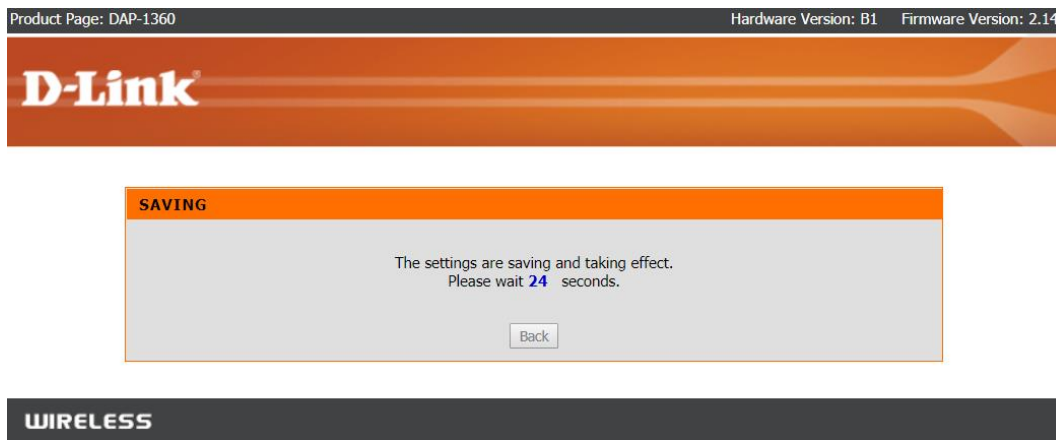 Product Page: DAP-1360 Hardware Version: B1 Firmware Version: 2.14
D-Link
SAVING
The settings are saving and taking effect.
Please wait 24 seconds.
Back
WIRELESS